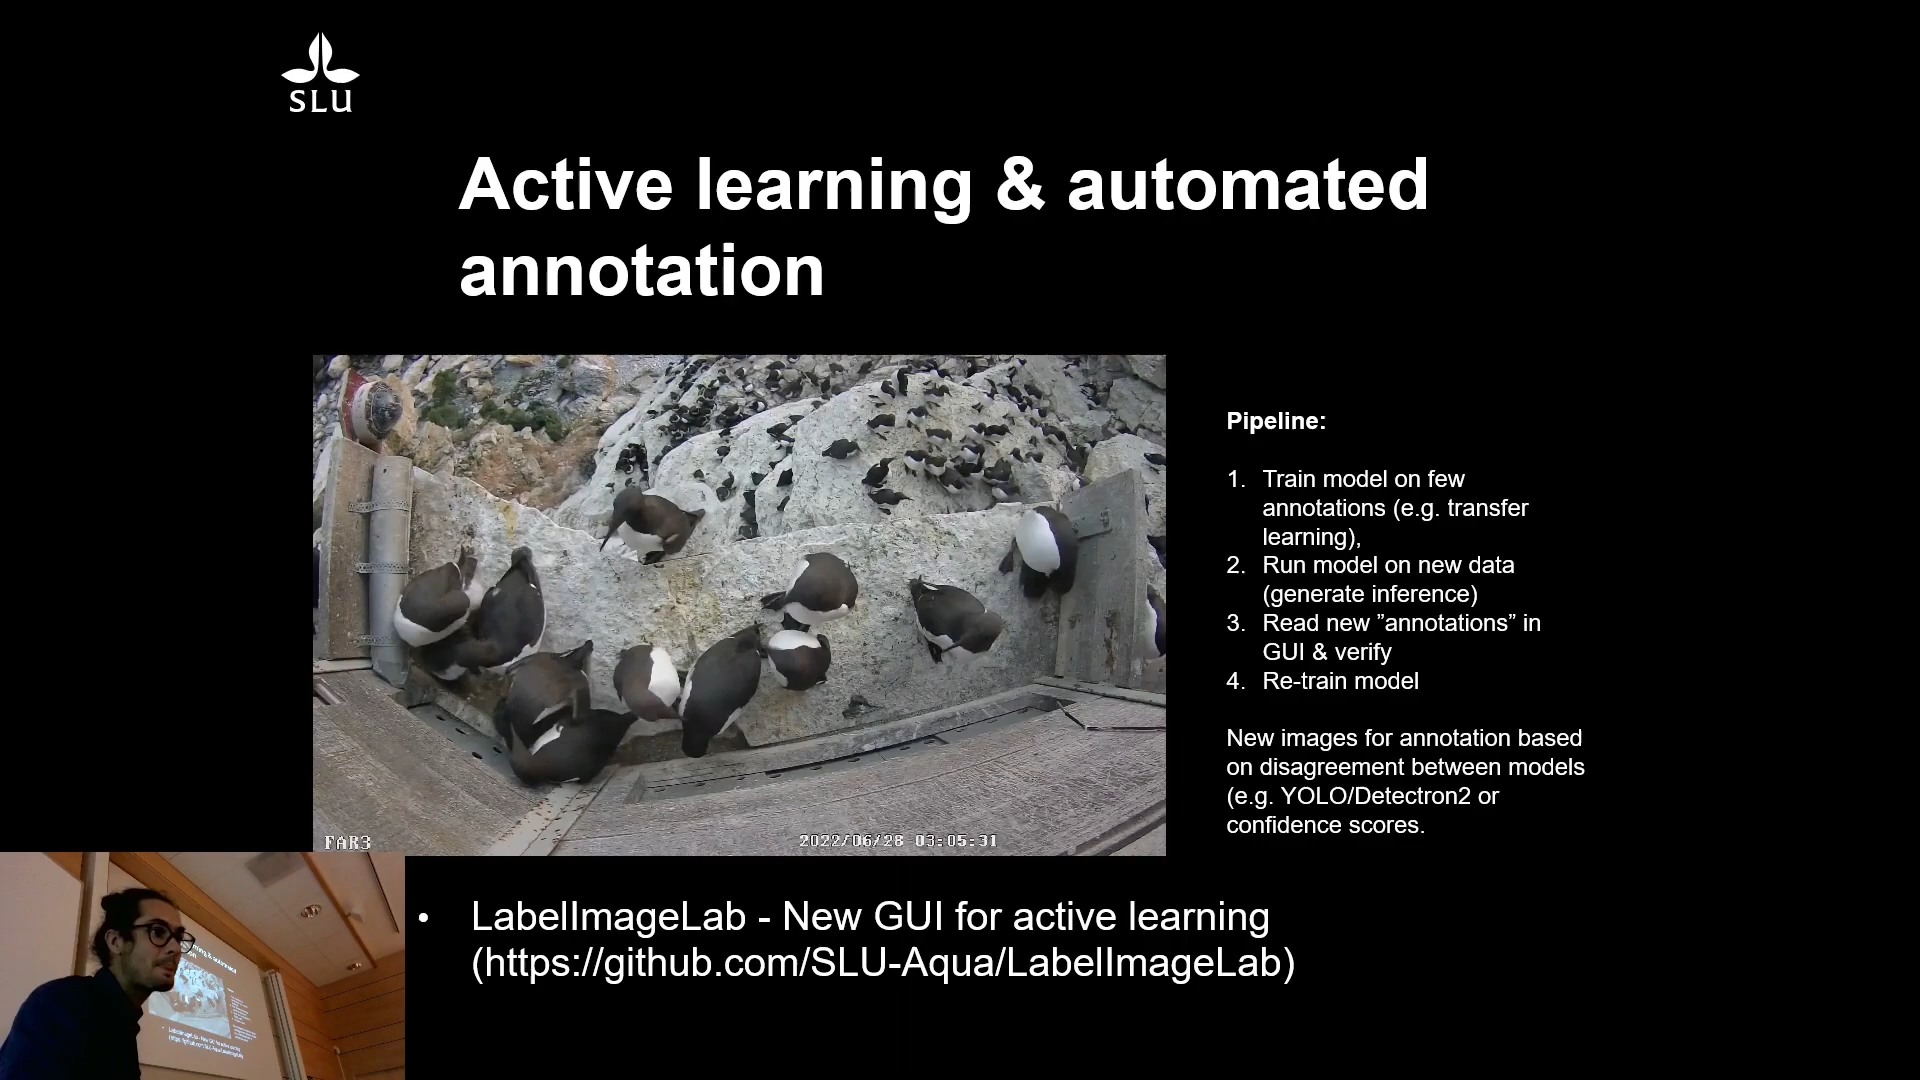 SLU
Active learning & automated
annotation
FAR3
2022/06/28 03:05:31
Pipeline:
1. Train model on few
annotations (e.g. transfer
learning),
2. Run model on new data
(generate inference)
3. Read new ”annotations” in
GUI & verify
4. Re-train model
New images for annotation based
on disagreement between models
(e.g. YOLO/Detectron2 or
confidence scores.
• LabelImageLab - New GUI for active learning
(https://github.com/SLU-Aqua/LabelImageLab)